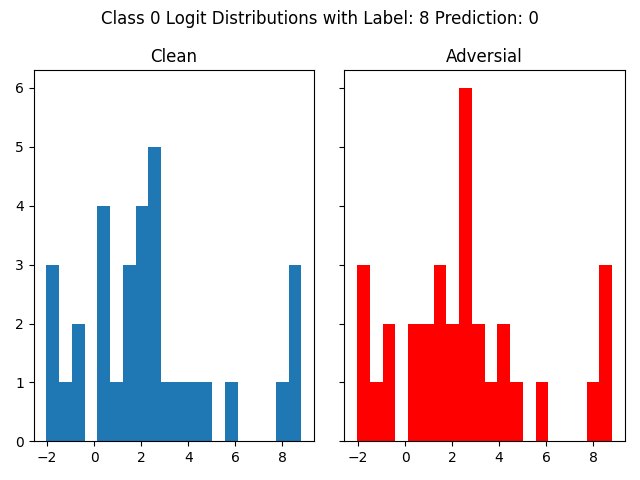 Class 0 Logit Distributions with Label: 8 Prediction: 0
Clean
Adversial
6
5
4
3
2
1
0
−2 0 2 4 6 8
−2 0 2 4 6 8